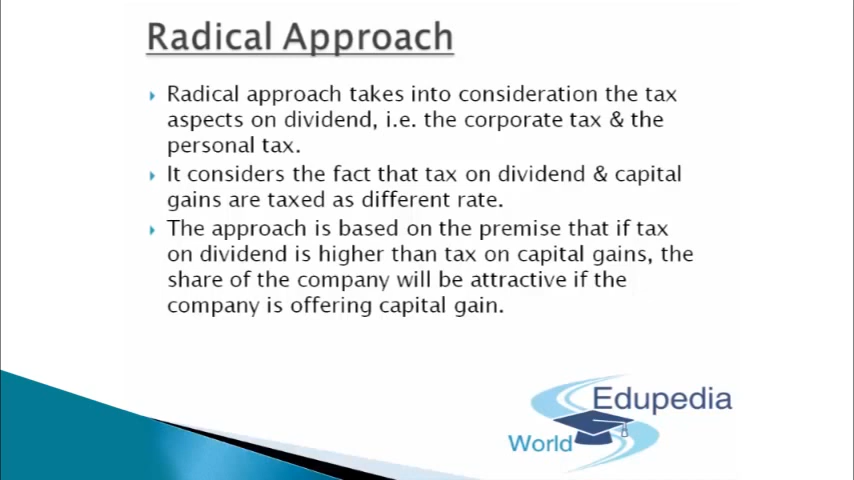 Radical Approach
Radical approach takes into consideration the tax
aspects on dividend, i.e. the corporate tax & the
personal tax.
It considers the fact that tax on dividend & capital
gains are taxed as different rate.
The approach is based on the premise that if tax
on dividend is higher than tax on capital gains, the
share of the company will be attractive if the
company is offering capital gain.
Edupedia
World